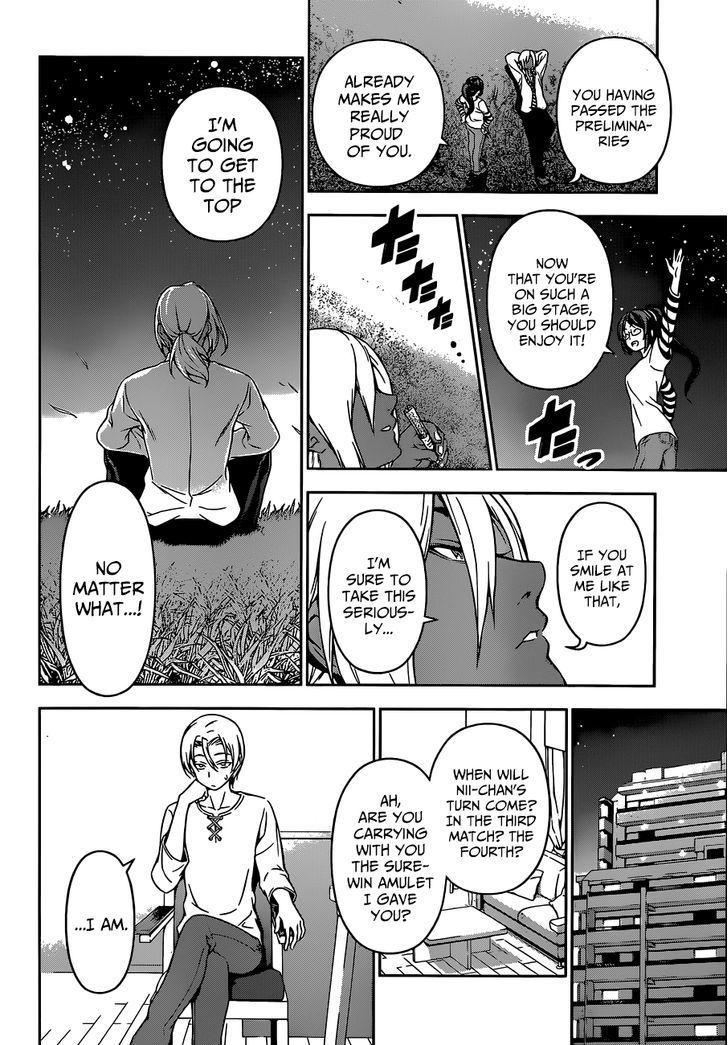 YOU HAVING
PASSED THE
PRELIMINA-
RIES
ALREADY
MAKES ME
REALLY
PROUD
OF YOU.
NOW
THAT YOU'RE
ON SUCH A
BIG STAGE,
YOU SHOULD
ENJOY IT!
IF YOU
SMILE AT
ME LIKE
THAT,
I'M
SURE TO
TAKE THIS
SERIOUS-
LY...
I'M
GOING
TO GET
TO THE
TOP
NO
MATTER
WHAT...!
WHEN WILL
NII-CHAN'S
TURN COME?
IN THE THIRD
MATCH? THE
FOURTH?
AH,
ARE YOU
CARRYING
WITH YOU
THE SURE-
WIN AMULET
I GAVE
YOU?
...I AM.